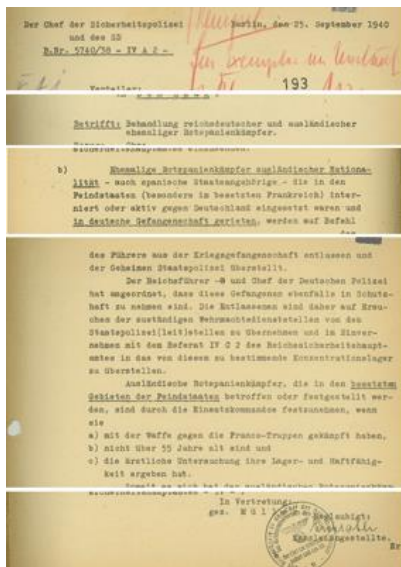 Der Chef der Sicherheitspolizei
Berlin, den 25. September 1940
und des SD
B.Nr. 5740/38 - IV A 2 -
193
Betrifft: Behandlung reichsdeutscher und ausländischer
ehemaliger Rotspanienkämpfer.
b) Ehemalige Rotspanienkämpfer ausländischer Nationa-
lität - auch spanische Staatsangehörige - die in den
Feindstaaten (besonders im besetzten Frankreich) inter-
niert oder aktiv gegen Deutschland eingesetzt waren und
in deutsche Gefangenschaft gerieten, werden auf Befehl
des Führers aus der Kriegsgefangenschaft entlassen und
der Geheimen Staatspolizei überstellt.
Der Reichsführer-SS und Chef der Deutschen Polizei
hat angeordnet, dass diese Gefangenen ebenfalls in Schutz-
haft zu nehmen sind. Die Entlassenen sind daher auf Ersu-
chen der zuständigen Wehrmachtdienststellen von den
Staatspolizei[leit]stellen zu übernehmen und im Einver-
nehmen mit dem Referat IV C 2 des Reichssicherheitshaupt-
amtes in das von diesem zu bestimmende Konzentrationslager
zu überstellen.
Ausländische Rotspanienkämpfer, die in den besetzten
Gebieten der Feindstaaten betroffen oder festgestellt wer-
den, sind durch die Einsatzkommandos festzunehmen, wenn
sie
a) mit der Waffe gegen die Franco-Truppen gekämpft haben,
b) nicht über 55 Jahre alt sind und
c) die ärztliche Untersuchung ihre Lager- und Haftfähig-
keit ergeben hat.
In Vertretung:
gez. Mül
glaubigt:
Kanzleiangestellte.